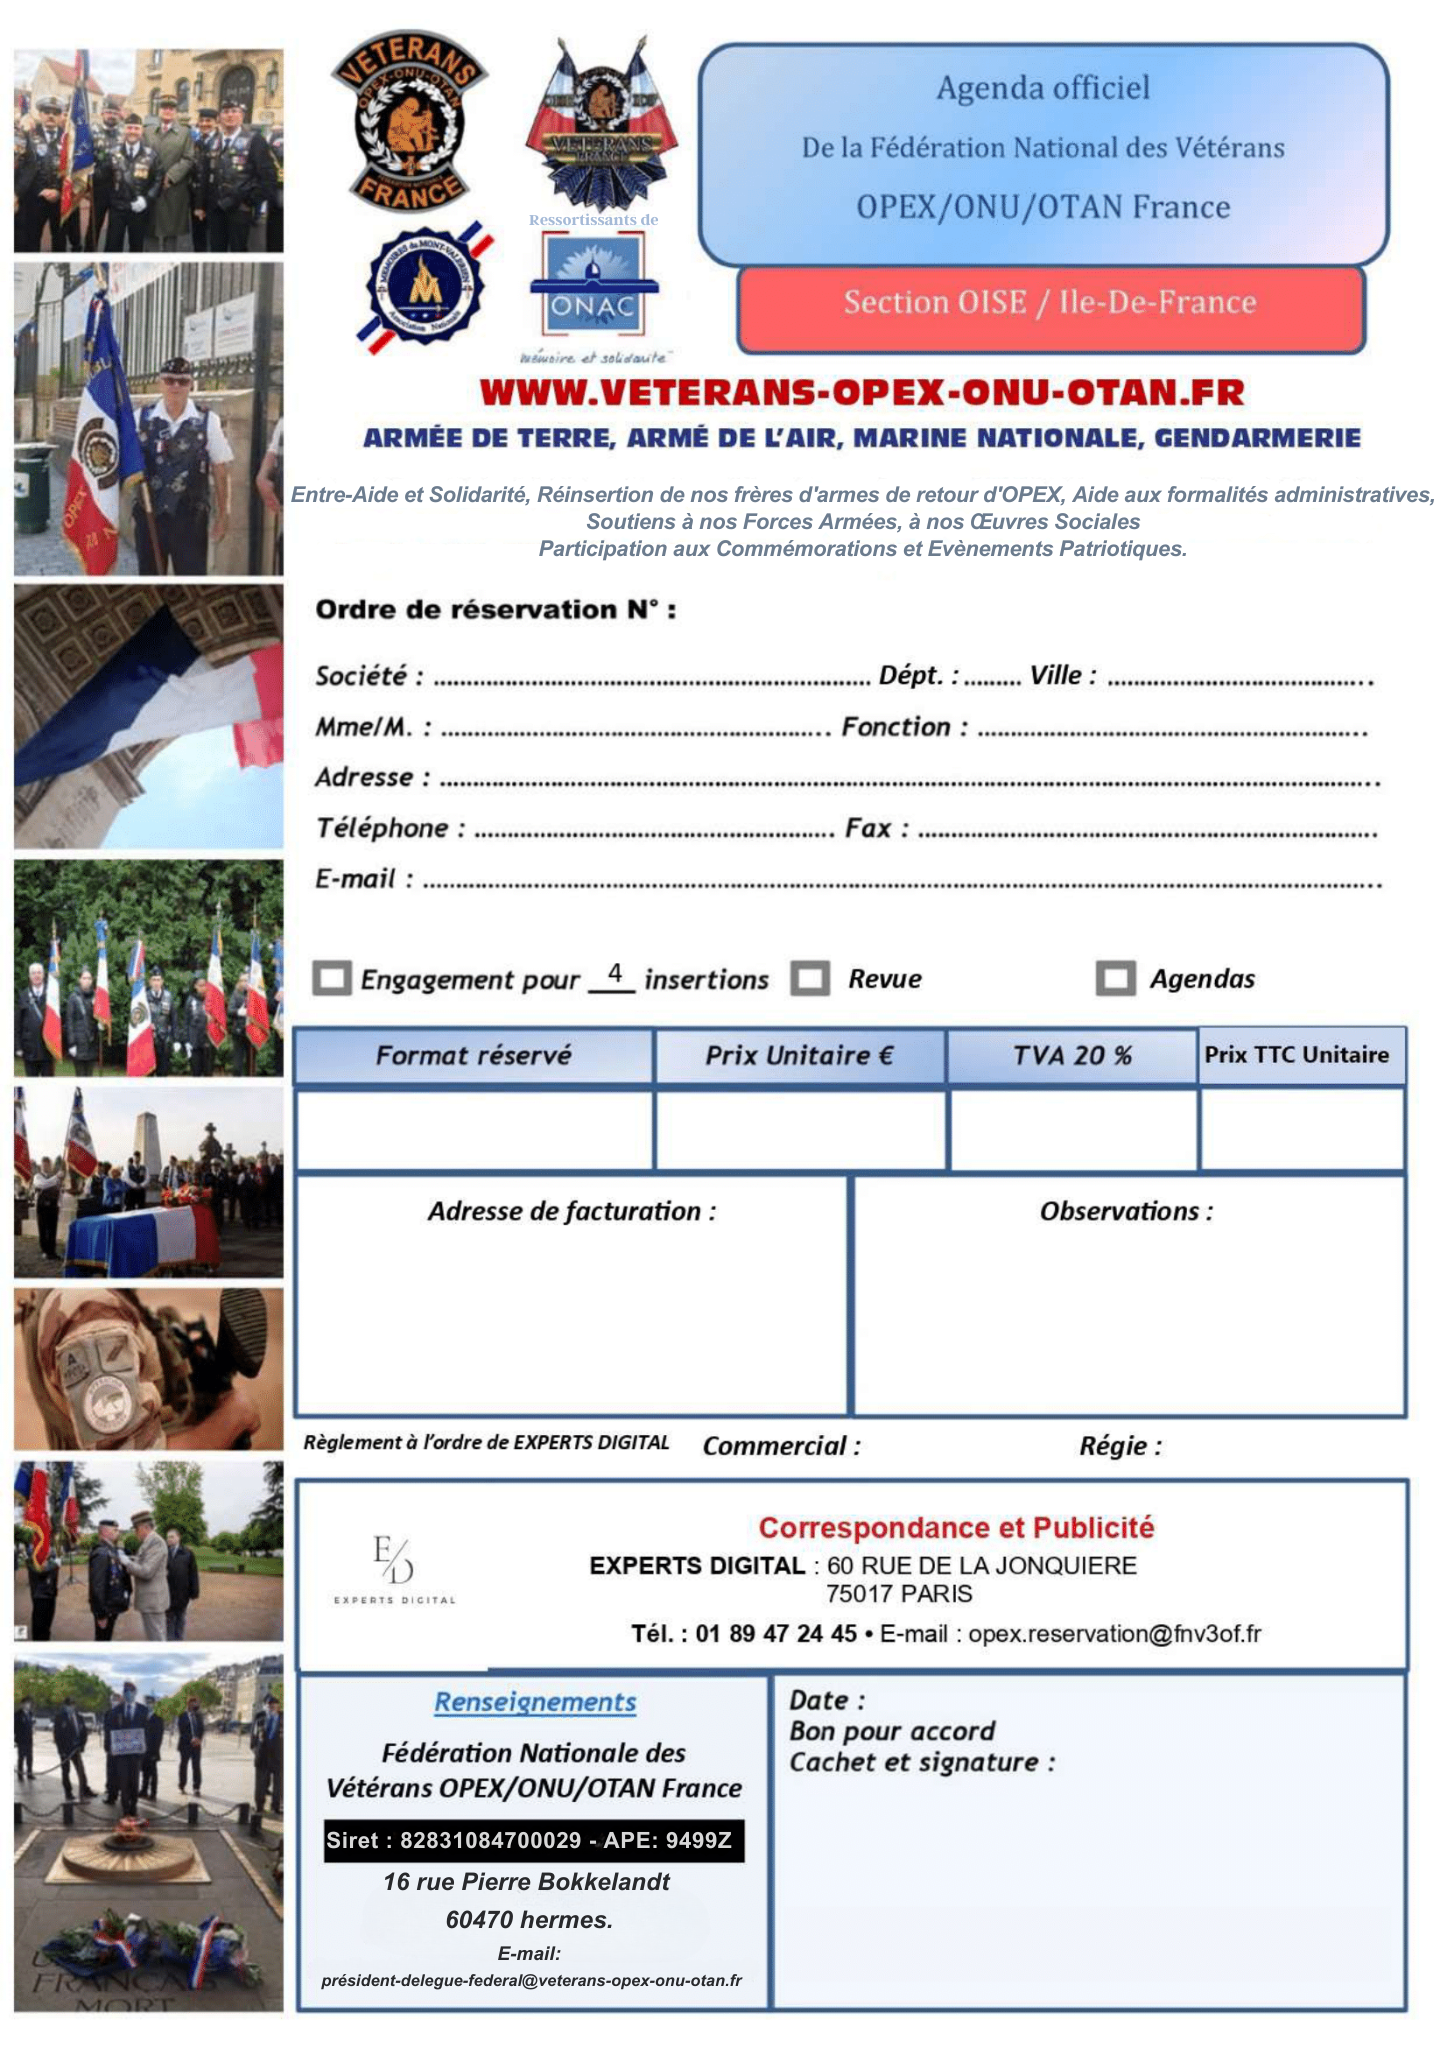 VETERANS
OPEX-ONU-OTAN
FRANCE
VETERANS
FRANCE
Ressortissants de
MEMOIRES du MONT-VALERIEN
Association Nationale
ONAC
Mémoire et solidarité
Agenda officiel
De la Fédération National des Vétérans
OPEX/ONU/OTAN France
Section OISE / Ile-De-France
WWW.VETERANS-OPEX-ONU-OTAN.FR
ARMÉE DE TERRE, ARMÉ DE L'AIR, MARINE NATIONALE, GENDARMERIE
Entre-Aide et Solidarité, Réinsertion de nos frères d'armes de retour d'OPEX, Aide aux formalités administratives,
Soutiens à nos Forces Armées, à nos Œuvres Sociales
Participation aux Commémorations et Evènements Patriotiques.
Ordre de réservation N° :
Société : ........ Dépt. : ........ Ville : ........
Mme/M. : ........ Fonction : ........
Adresse : ........
Téléphone : ........ Fax : ........
E-mail : ........
Engagement pour 4 insertions Revue Agendas
Format réservé Prix Unitaire € TVA 20 % Prix TTC Unitaire
Adresse de facturation : Observations :
Règlement à l'ordre de EXPERTS DIGITAL Commercial : Régie :
E/D
EXPERTS DIGITAL
Correspondance et Publicité
EXPERTS DIGITAL : 60 RUE DE LA JONQUIERE
75017 PARIS
Tél. : 01 89 47 24 45 • E-mail : opex.reservation@fnv3of.fr
Renseignements
Fédération Nationale des
Vétérans OPEX/ONU/OTAN France
Siret : 82831084700029 - APE: 9499Z
16 rue Pierre Bokkelandt
60470 hermes.
E-mail:
président-delegue-federal@veterans-opex-onu-otan.fr
Date :
Bon pour accord
Cachet et signature :
FRANÇAIS
MORT